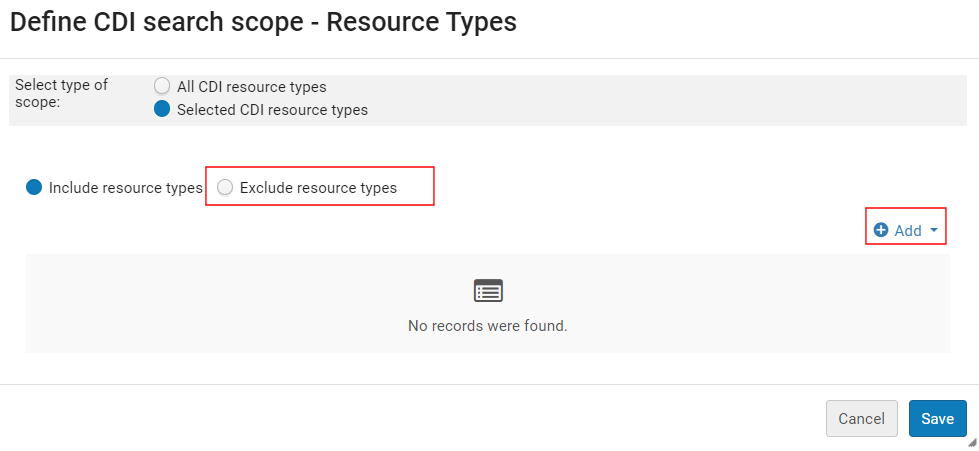 Define CDI search scope - Resource Types
Select type of
scope:
All CDI resource types
Selected CDI resource types
Include resource types
Exclude resource types
Add
No records were found.
Cancel
Save